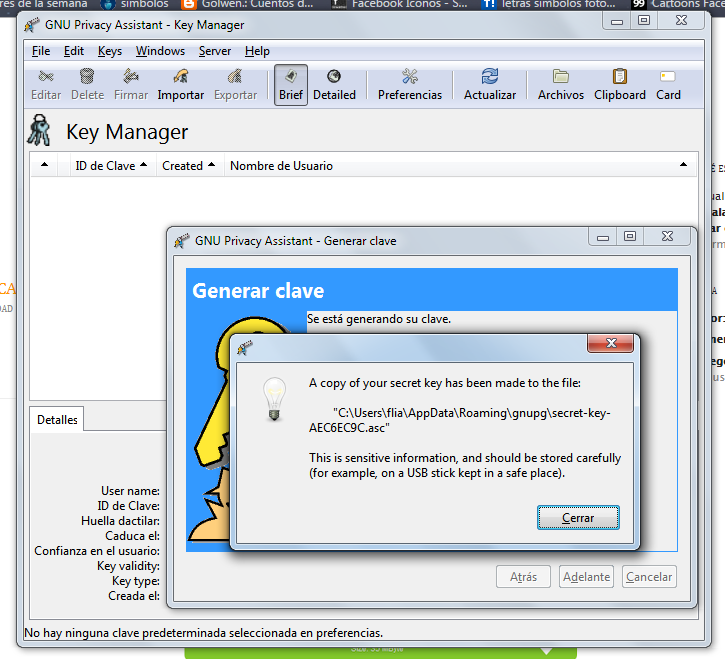 res de la semana símbolos Golwen.: Cuentos d... Facebook Iconos - S... T! letras simbolos foto... 99 Cartoons Face
GNU Privacy Assistant - Key Manager
File Edit Keys Windows Server Help
Editar Delete Firmar Importar Exportar Brief Detailed Preferencias Actualizar Archivos Clipboard Card
Key Manager
ID de Clave Created Nombre de Usuario
GNU Privacy Assistant - Generar clave
Generar clave
Se está generando su clave.
A copy of your secret key has been made to the file:
"C:\Users\flia\AppData\Roaming\gnupg\secret-key-
AEC6EC9C.asc"
This is sensitive information, and should be stored carefully
(for example, on a USB stick kept in a safe place).
Cerrar
Atrás Adelante Cancelar
Detalles
User name:
ID de Clave:
Huella dactilar:
Caduca el:
Confianza en el usuario:
Key validity:
Key type:
Creada el:
No hay ninguna clave predeterminada seleccionada en preferencias.